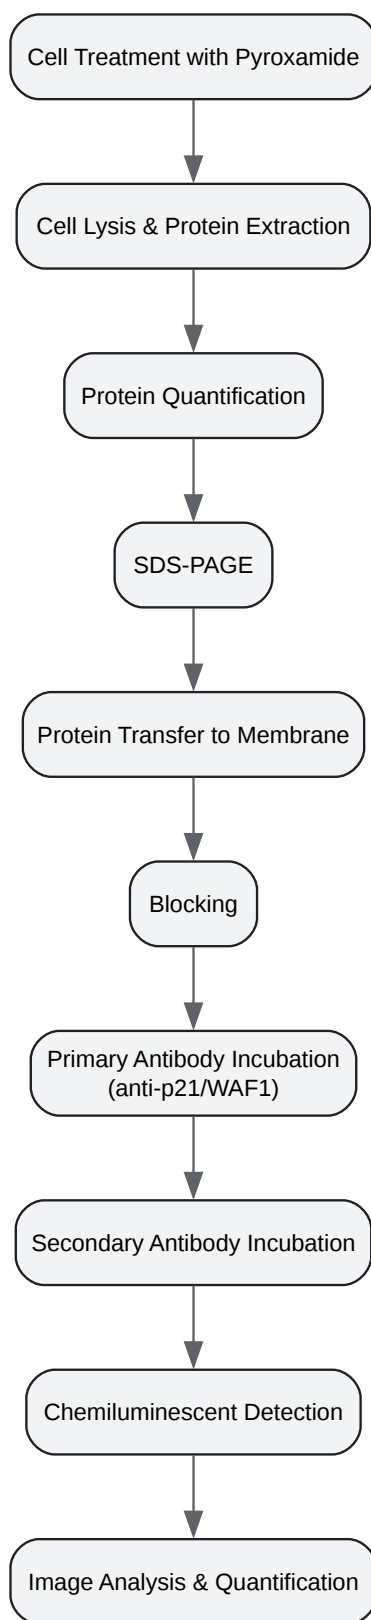 Cell Treatment with Pyroxamide
Cell Lysis & Protein Extraction
Protein Quantification
SDS-PAGE
Protein Transfer to Membrane
Blocking
Primary Antibody Incubation
(anti-p21/WAF1)
Secondary Antibody Incubation
Chemiluminescent Detection
Image Analysis & Quantification